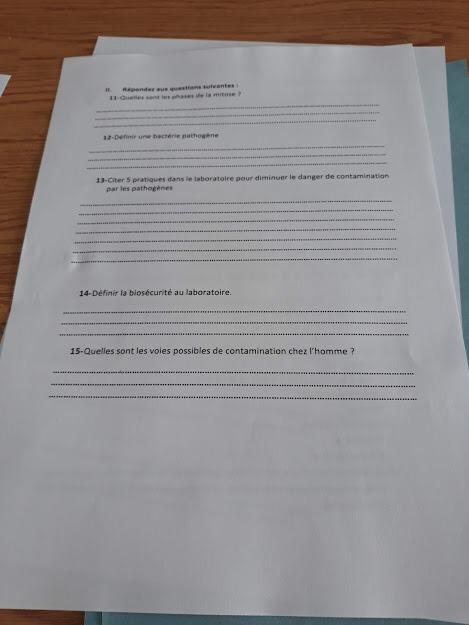 II. Répondez aux questions suivantes :
11-Quelles sont les phases de la mitose ?
12-Définir une bactérie pathogène
13-Citer 5 pratiques dans le laboratoire pour diminuer le danger de contamination
par les pathogènes
14-Définir la biosécurité au laboratoire.
15-Quelles sont les voies possibles de contamination chez l'homme ?